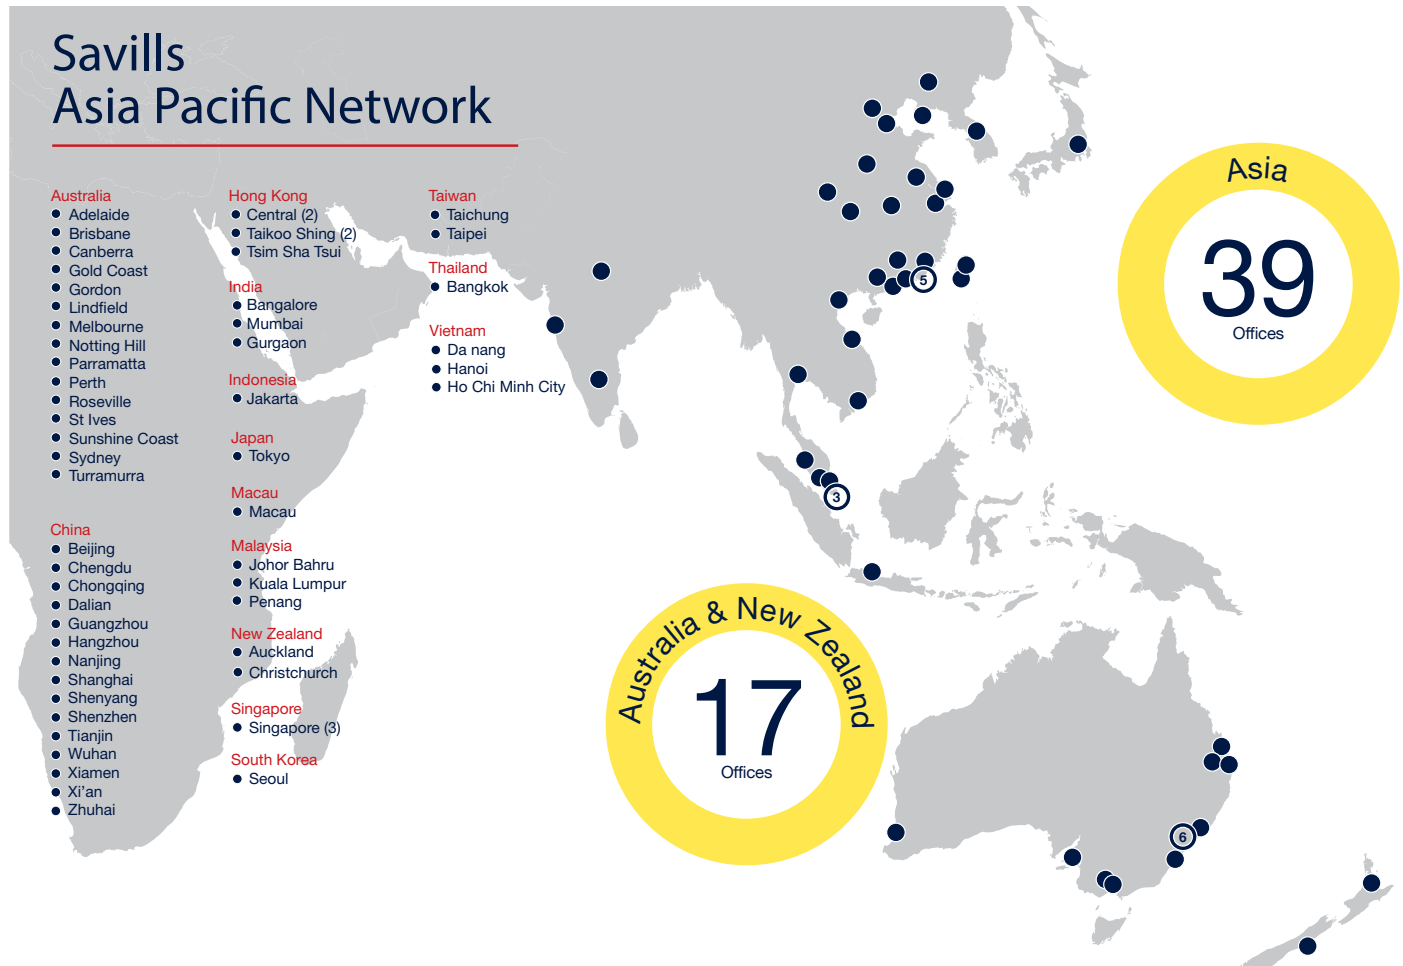 Savills
Asia Pacific Network
Australia
Adelaide
Brisbane
Canberra
Gold Coast
Gordon
Lindfield
Melbourne
Notting Hill
Parramatta
Perth
Roseville
St Ives
Sunshine Coast
Sydney
Turramurra
China
Beijing
Chengdu
Chongqing
Dalian
Guangzhou
Hangzhou
Nanjing
Shanghai
Shenyang
Shenzhen
Tianjin
Wuhan
Xiamen
Xi'an
Zhuhai
Hong Kong
Central (2)
Taikoo Shing (2)
Tsim Sha Tsui
India
Bangalore
Mumbai
Gurgaon
Indonesia
Jakarta
Japan
Tokyo
Macau
Macau
Malaysia
Johor Bahru
Kuala Lumpur
Penang
New Zealand
Auckland
Christchurch
Singapore
Singapore (3)
South Korea
Seoul
Taiwan
Taichung
Taipei
Thailand
Bangkok
Vietnam
Da nang
Hanoi
Ho Chi Minh City
Asia
39
Offices
5
3
Australia & New Zealand
17
Offices
6